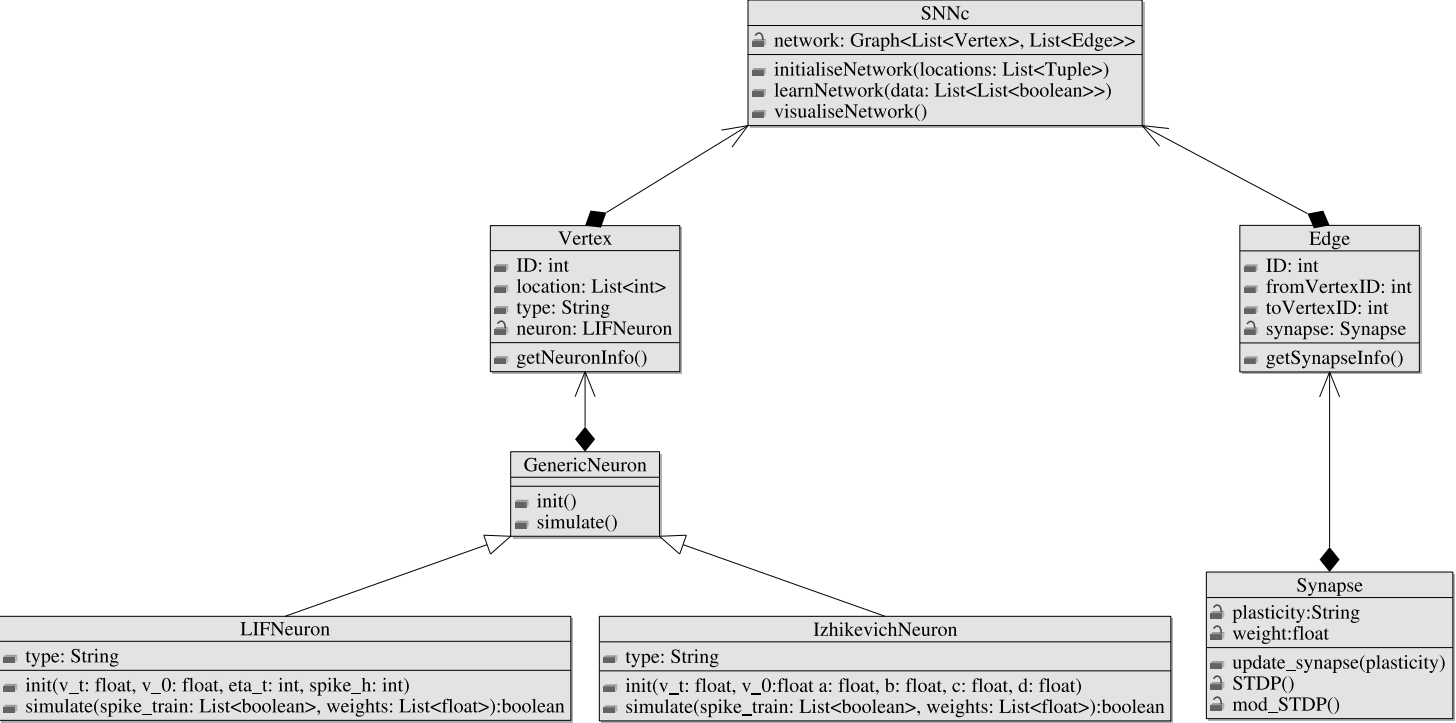 SNNc
network: Graph<List<Vertex>, List<Edge>>
initialiseNetwork(locations: List<Tuple>)
learnNetwork(data: List<List<boolean>>)
visualiseNetwork()
Vertex
ID: int
location: List<int>
type: String
neuron: LIFNeuron
getNeuronInfo()
Edge
ID: int
fromVertexID: int
toVertexID: int
synapse: Synapse
getSynapseInfo()
GenericNeuron
init()
simulate()
LIFNeuron
type: String
init(v_t: float, v_0: float, eta_t: int, spike_h: int)
simulate(spike_train: List<boolean>, weights: List<float>):boolean
IzhikevichNeuron
type: String
init(v_t: float, v_0:float a: float, b: float, c: float, d: float)
simulate(spike_train: List<boolean>, weights: List<float>):boolean
Synapse
plasticity:String
weight:float
update_synapse(plasticity)
STDP()
mod_STDP()